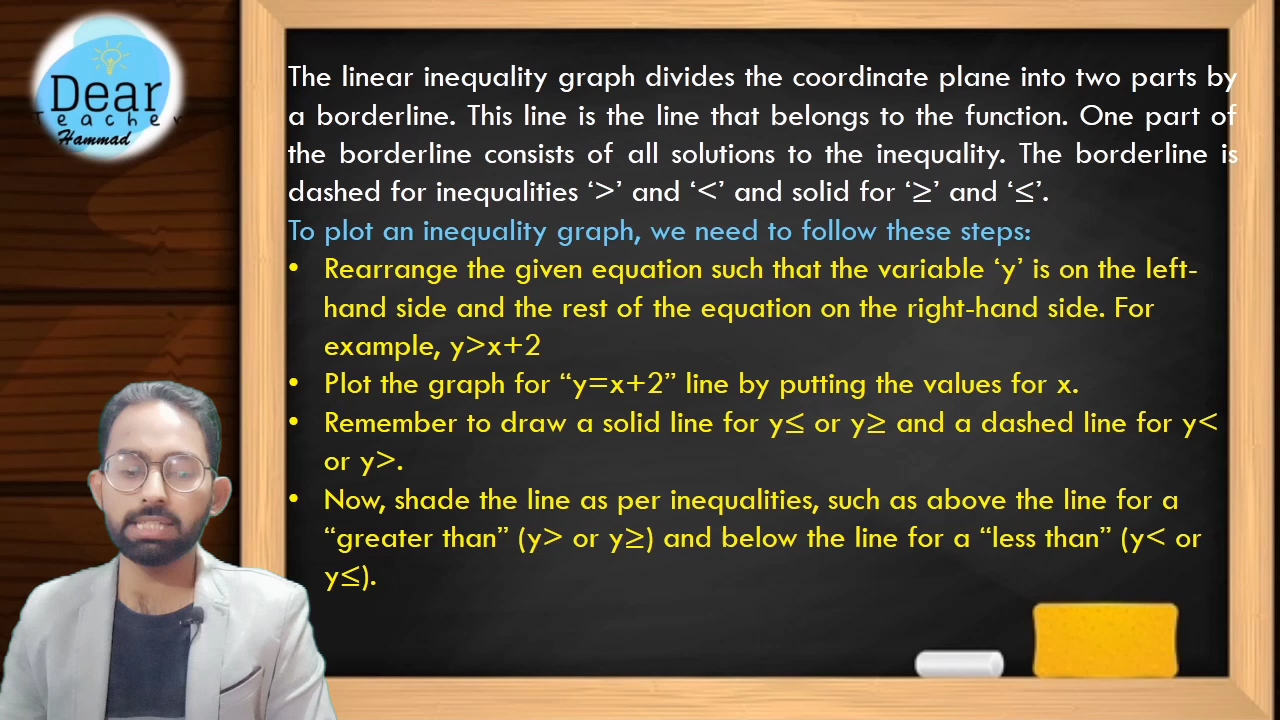 Dear
Teacher
Hammad
The linear inequality graph divides the coordinate plane into two parts by
a borderline. This line is the line that belongs to the function. One part of
the borderline consists of all solutions to the inequality. The borderline is
dashed for inequalities ‘>’ and ‘<’ and solid for ‘≥’ and ‘≤’.
To plot an inequality graph, we need to follow these steps:
• Rearrange the given equation such that the variable ‘y’ is on the left-
hand side and the rest of the equation on the right-hand side. For
example, y>x+2
• Plot the graph for “y=x+2” line by putting the values for x.
• Remember to draw a solid line for y≤ or y≥ and a dashed line for y<
or y>.
• Now, shade the line as per inequalities, such as above the line for a
“greater than” (y> or y≥) and below the line for a “less than” (y< or
y≤).